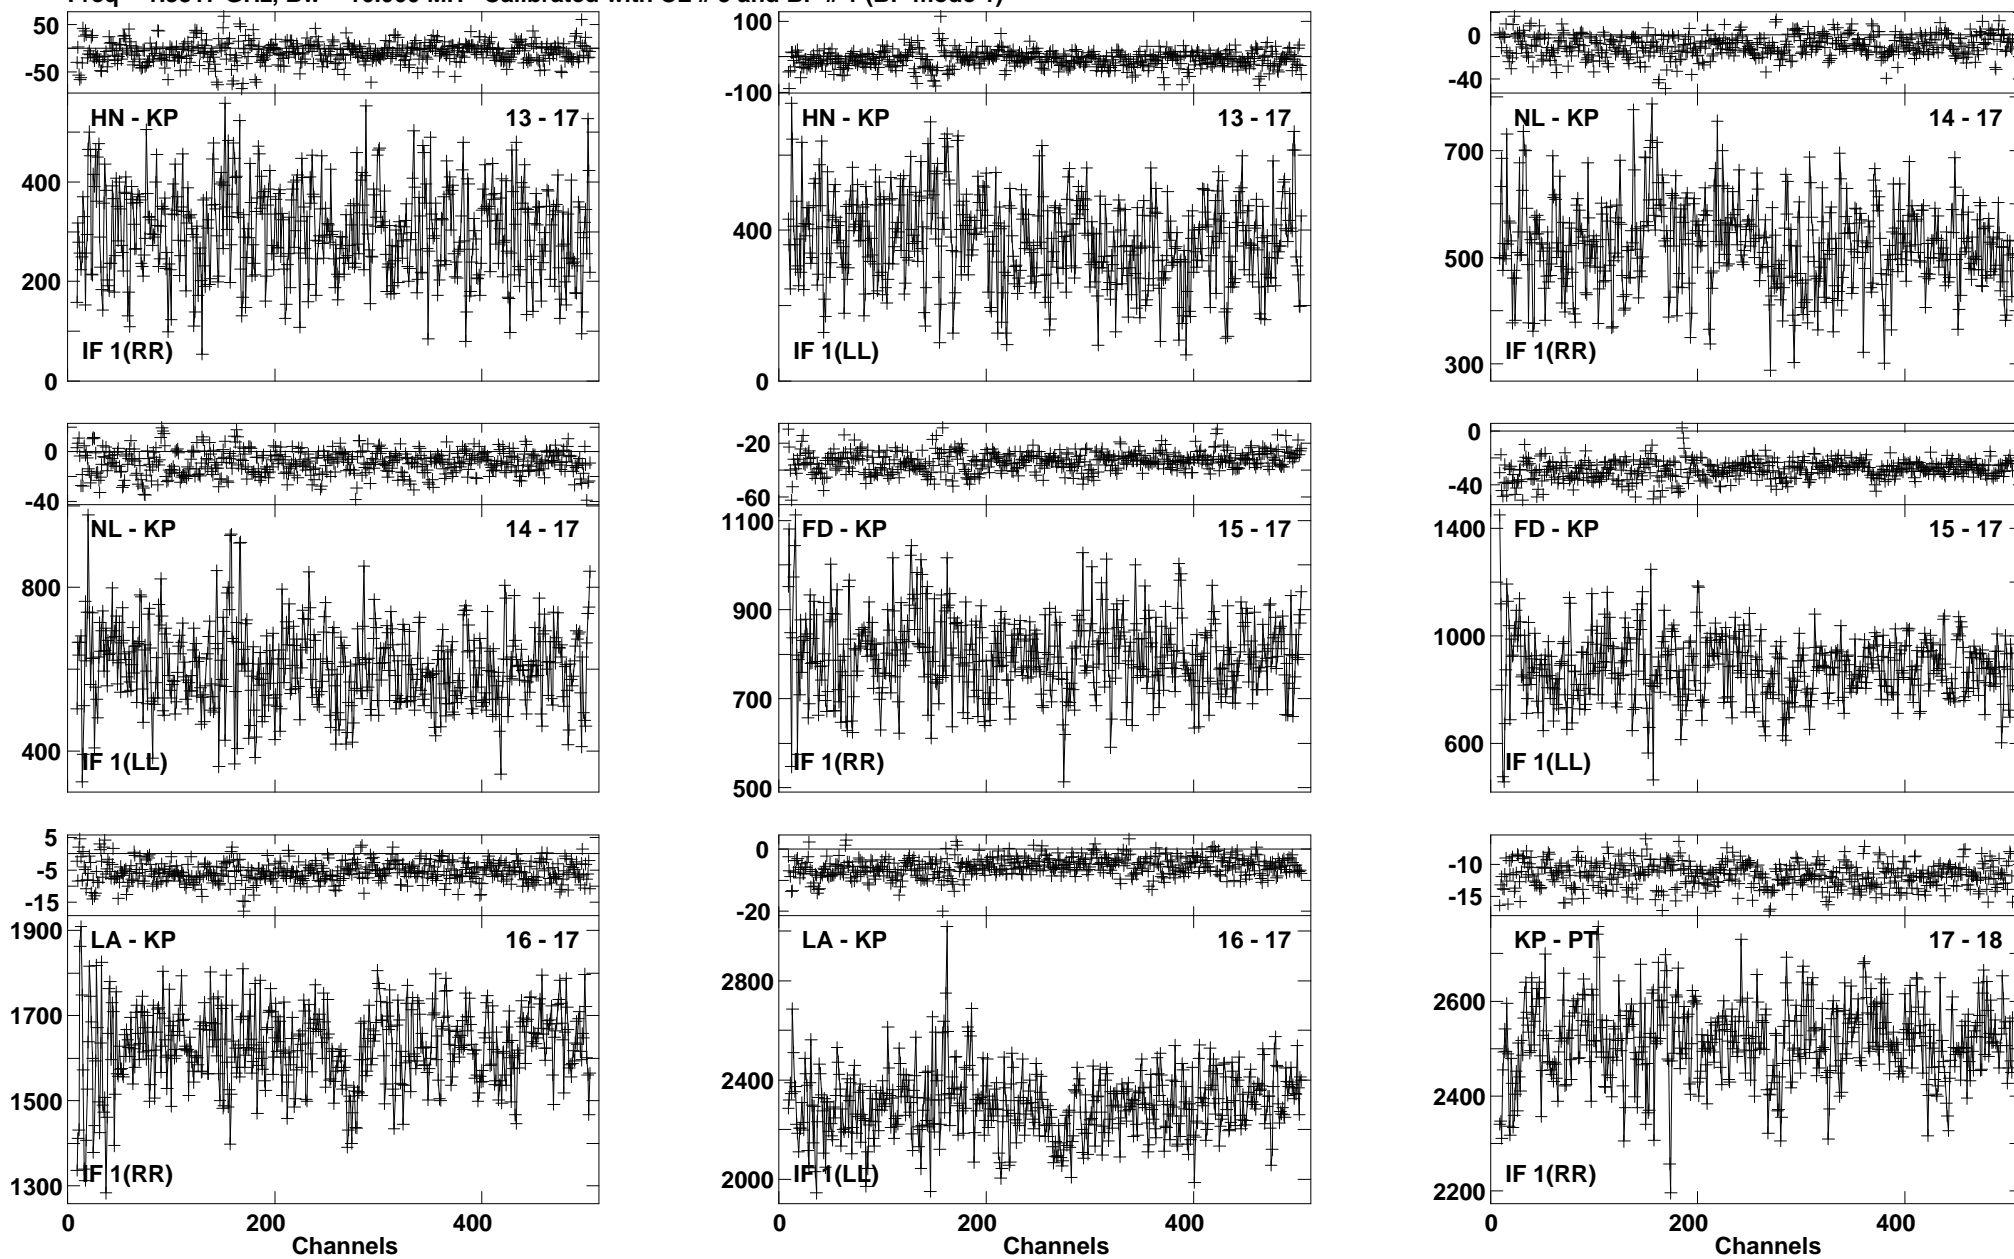 50
-50
HN - KP 13 - 17
400
200
0
IF 1(RR)
100
-100
HN - KP 13 - 17
400
0
IF 1(LL)
0
-40
NL - KP 14 - 17
700
500
300
IF 1(RR)
0
-40
NL - KP 14 - 17
800
400
IF 1(LL)
-20
-60
1100
FD - KP 15 - 17
900
700
500
IF 1(RR)
0
-40
1400
FD - KP 15 - 17
1000
600
IF 1(LL)
5
-5
-15
1900
LA - KP 16 - 17
1700
1500
1300
IF 1(RR)
0 200 400
Channels
0
-20
LA - KP 16 - 17
2800
2400
2000
IF 1(LL)
0 200 400
Channels
-10
-15
KP - PT 17 - 18
2600
2400
2200
IF 1(RR)
0 200 400
Channels